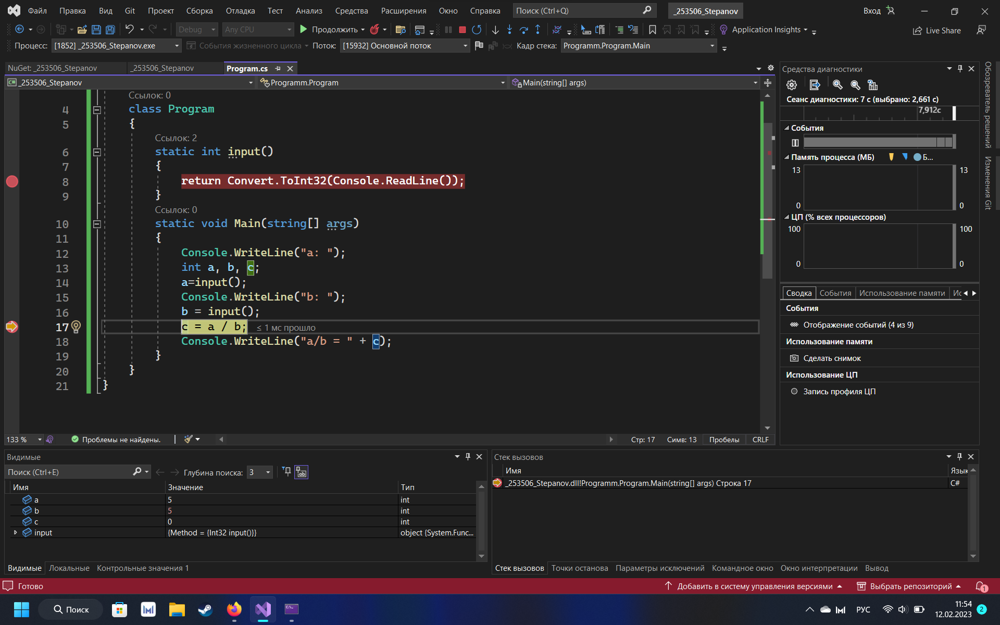 Файл Правка Вид Git Проект Сборка Отладка Тест Анализ Средства Расширения Окно Справка Поиск (Ctrl+Q) _253506_Stepanov Вход
Debug Any CPU Продолжить Application Insights Live Share
Процесс: [1852] _253506_Stepanov.exe События жизненного цикла Поток: [15932] Основной поток Кадр стека: Programm.Program.Main
NuGet: _253506_Stepanov _253506_Stepanov Program.cs
C# _253506_Stepanov Programm.Program Main(string[] args)
Ссылок: 0
4 class Program
5 {
Ссылок: 2
6 static int input()
7 {
8 return Convert.ToInt32(Console.ReadLine());
9 }
Ссылок: 0
10 static void Main(string[] args)
11 {
12 Console.WriteLine("a: ");
13 int a, b, c;
14 a=input();
15 Console.WriteLine("b: ");
16 b = input();
17 c = a / b; ≤ 1 мс прошло
18 Console.WriteLine("a/b = " + c);
19 }
20 }
21 }
133 % Проблемы не найдены. Стр: 17 Симв: 13 Пробелы CRLF
Средства диагностики
Сеанс диагностики: 7 с (выбрано: 2,661 с)
7,912с
События
Память процесса (МБ) Б...
13 13
0 0
ЦП (% всех процессоров)
100 100
0 0
Сводка События Использование памяти Ис
События
Отображение событий (4 из 9)
Использование памяти
Сделать снимок
Использование ЦП
Запись профиля ЦП
Обозреватель решений
Изменения Git
Видимые
Поиск (Ctrl+E) Глубина поиска: 3
Имя Значение Тип
a 5 int
b 5 int
c 0 int
input {Method = {Int32 input()}} object {System.Func...
Видимые Локальные Контрольные значения 1
Стек вызовов
Имя Язык
_253506_Stepanov.dll!Programm.Program.Main(string[] args) Строка 17 C#
Стек вызовов Точки останова Параметры исключений Командное окно Окно интерпретации Вывод
Готово Добавить в систему управления версиями Выбрать репозиторий 1
Поиск РУС 11:54 2
12.02.2023